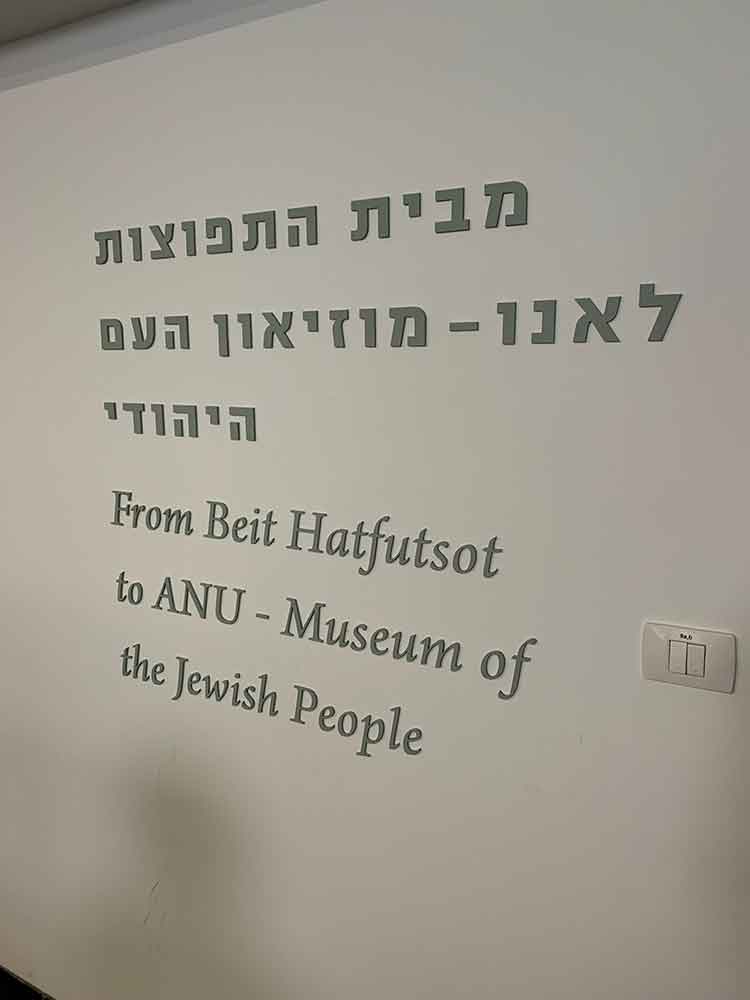 מבית התפוצות
לאנו - מוזיאון העם
היהודי
From Beit Hatfutsot
to ANU - Museum of
the Jewish People